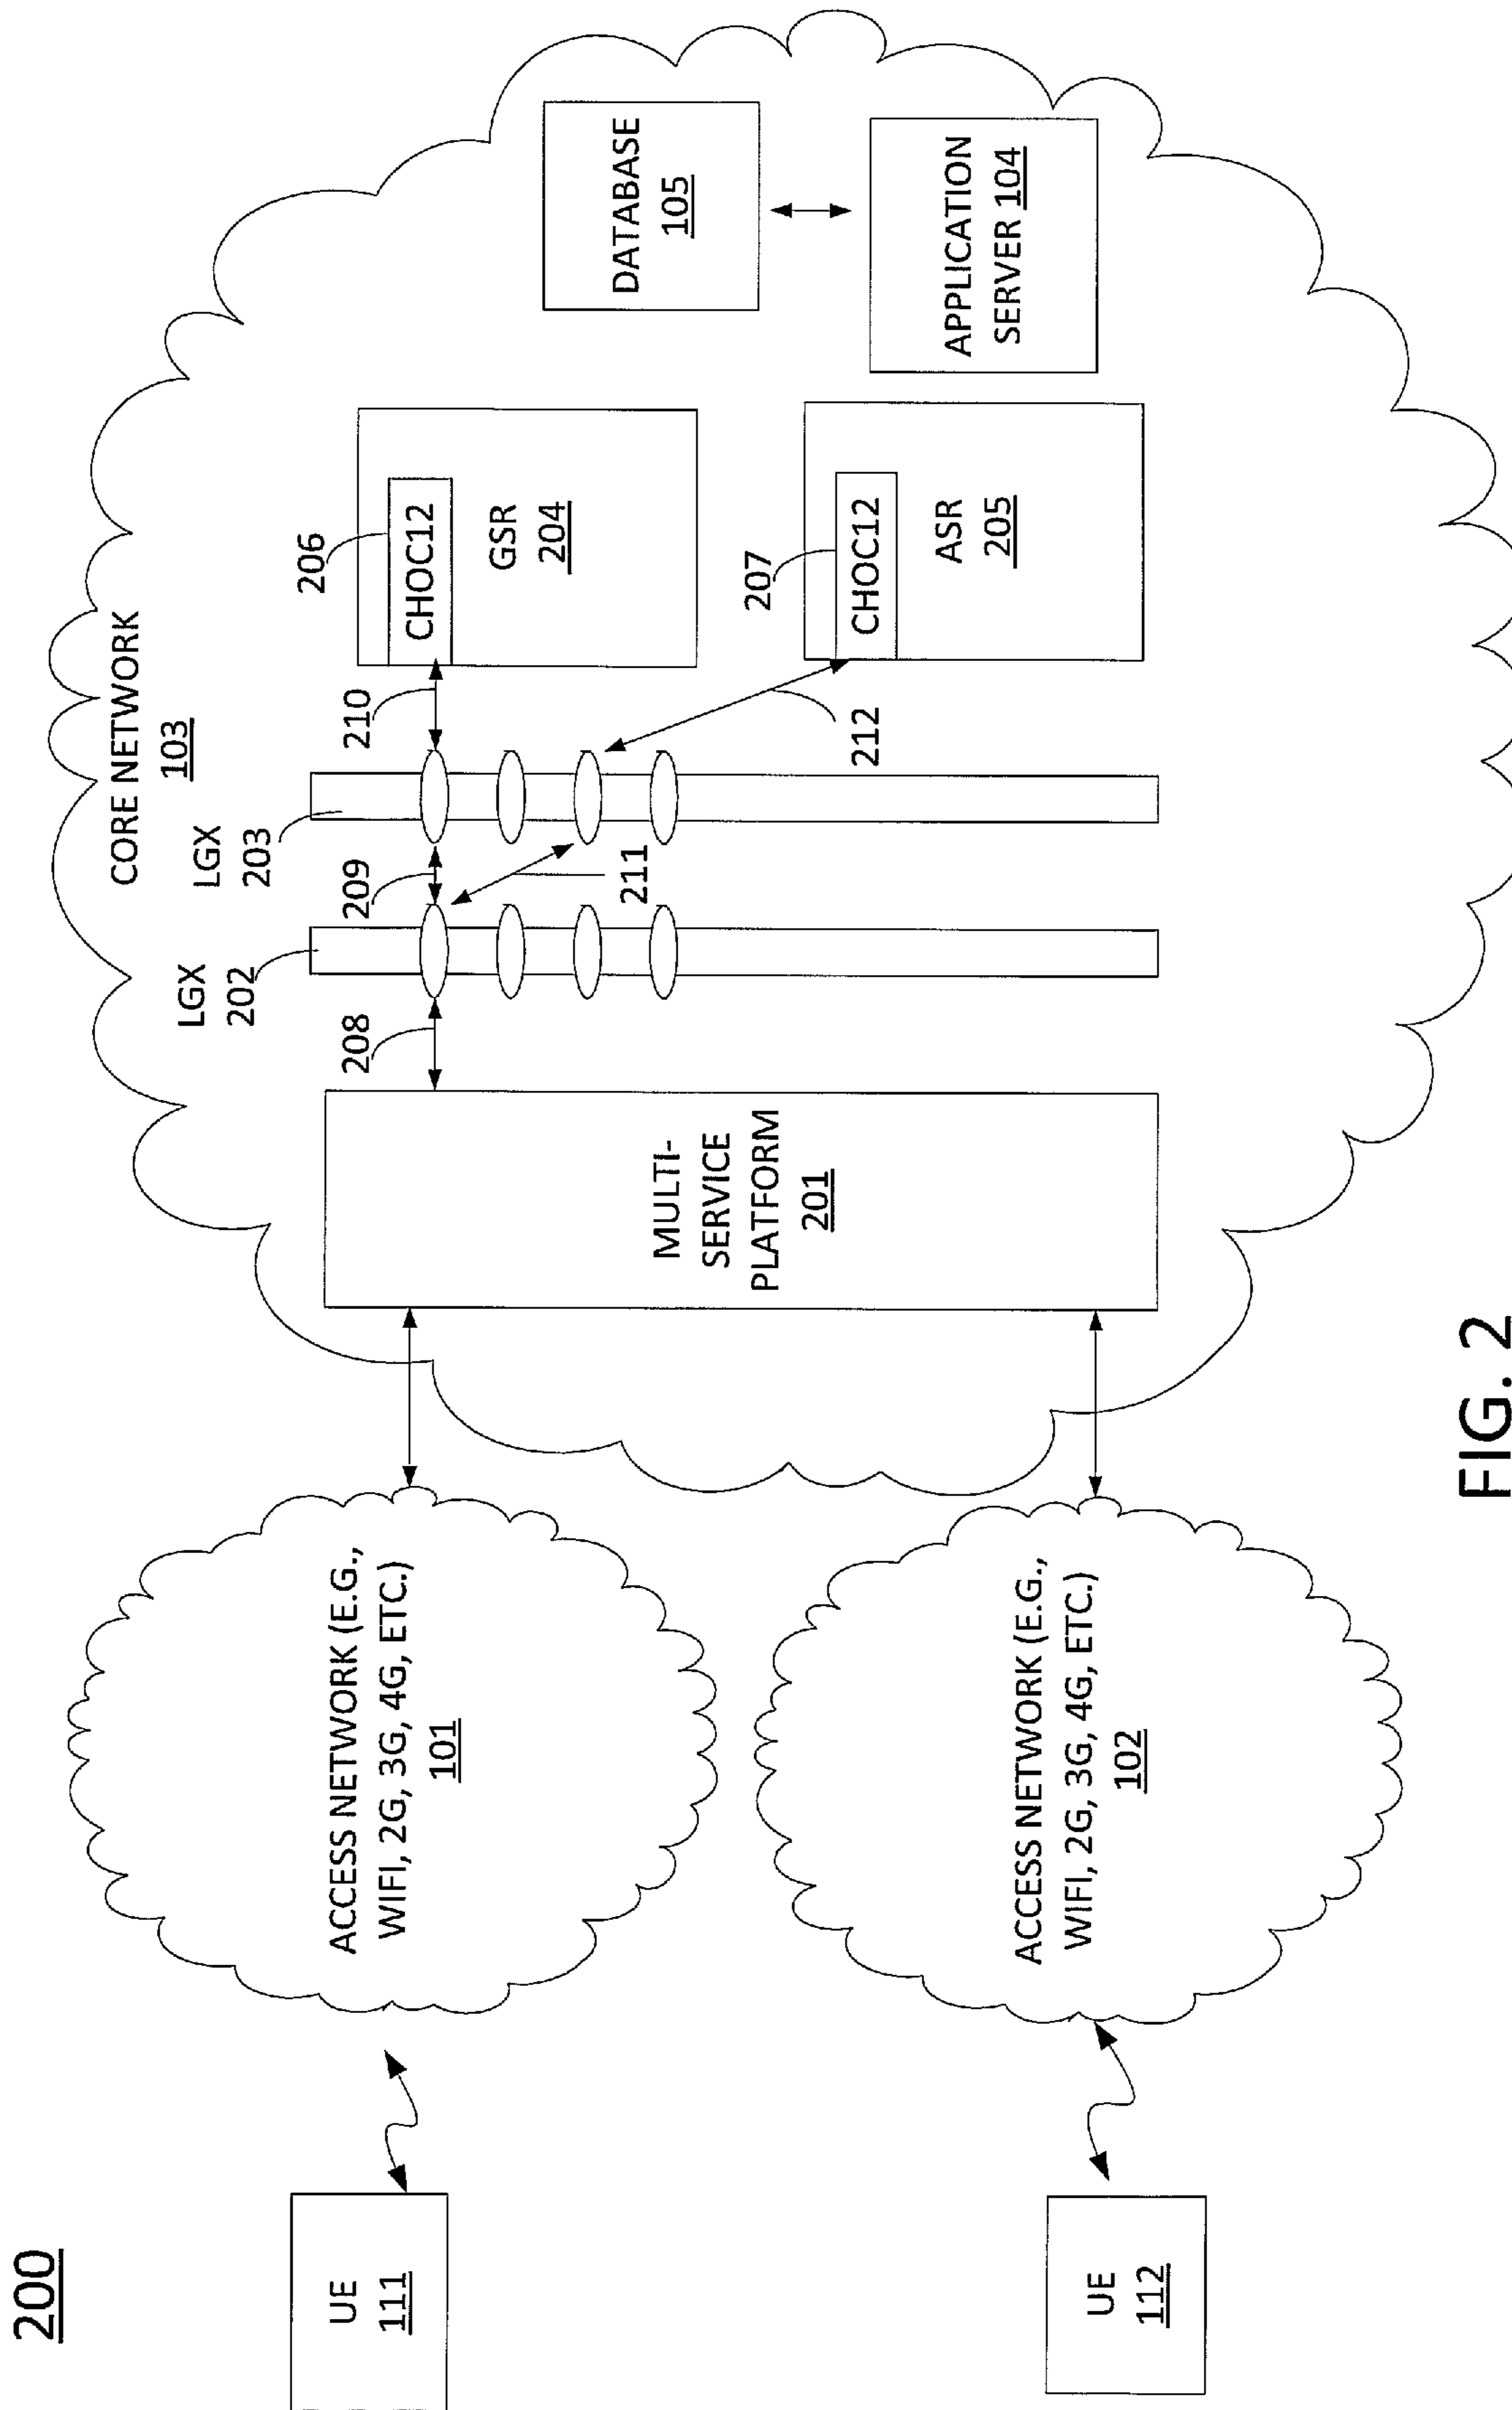 200
CORE NETWORK
103
LGX
202
LGX
203
208
209
210
211
212
206
CHOC12
GSR
204
207
CHOC12
ASR
205
DATABASE
105
APPLICATION
SERVER 104
MULTI-
SERVICE
PLATFORM
201
ACCESS NETWORK (E.G.,
WIFI, 2G, 3G, 4G, ETC.)
101
ACCESS NETWORK (E.G.,
WIFI, 2G, 3G, 4G, ETC.)
102
UE
111
UE
112
FIG. 2